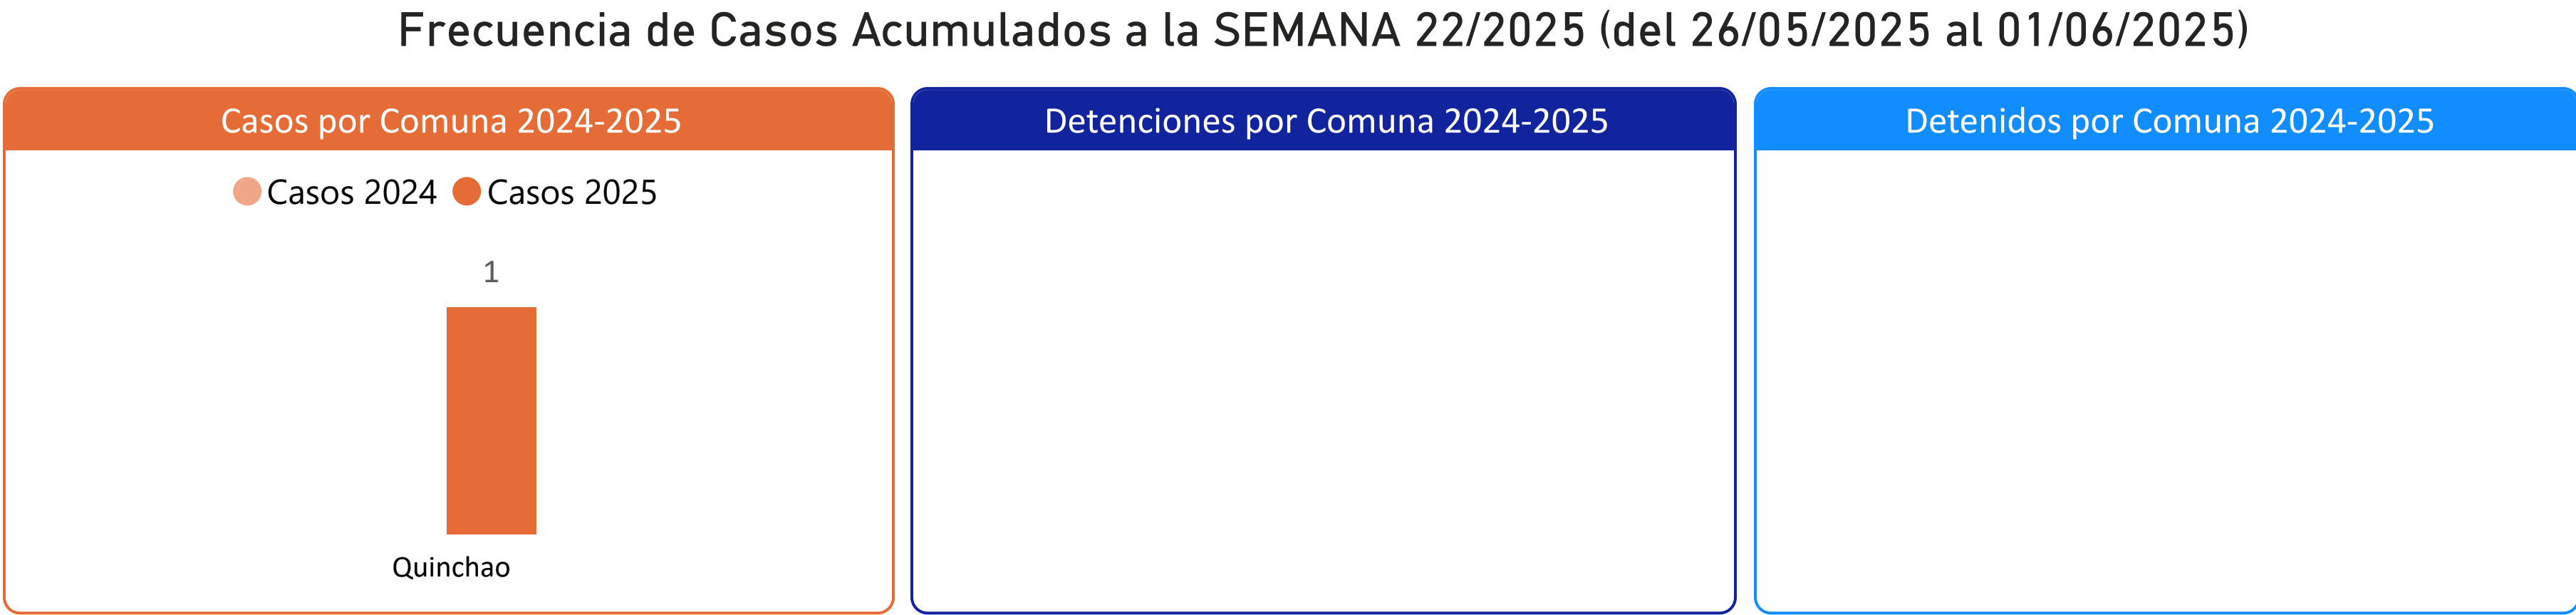 Frecuencia de Casos Acumulados a la SEMANA 22/2025 (del 26/05/2025 al 01/06/2025)
Casos por Comuna 2024-2025
Casos 2024 Casos 2025
1
Quinchao
Detenciones por Comuna 2024-2025
Detenidos por Comuna 2024-2025